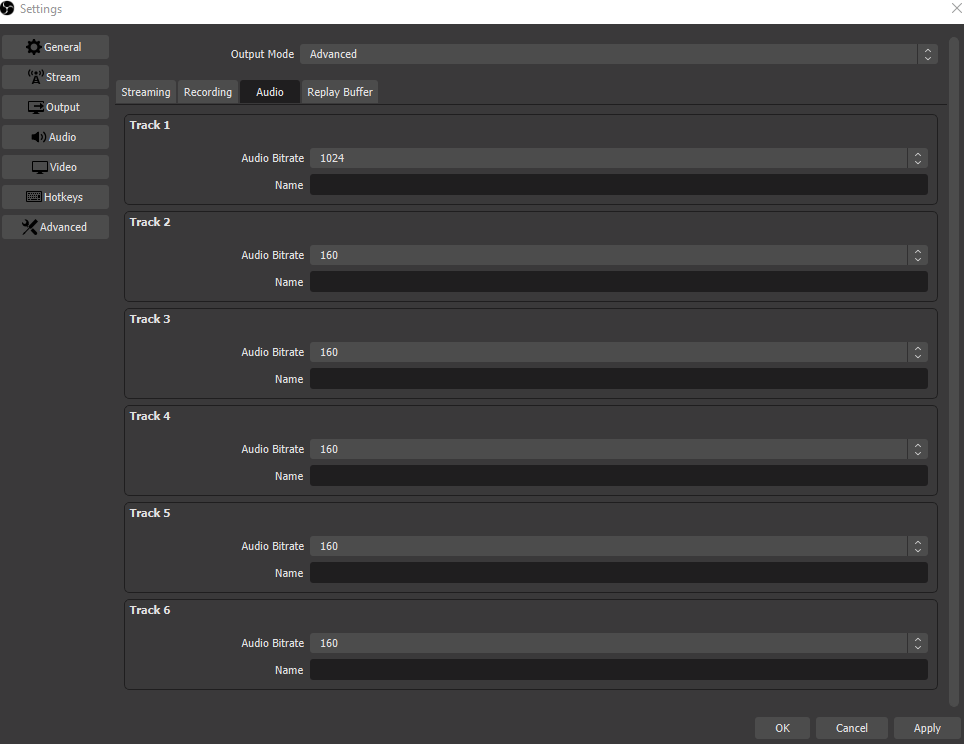 Settings
General
Stream
Output
Audio
Video
Hotkeys
Advanced
Output Mode Advanced
Streaming Recording Audio Replay Buffer
Track 1
Audio Bitrate 1024
Name
Track 2
Audio Bitrate 160
Name
Track 3
Audio Bitrate 160
Name
Track 4
Audio Bitrate 160
Name
Track 5
Audio Bitrate 160
Name
Track 6
Audio Bitrate 160
Name
OK Cancel Apply